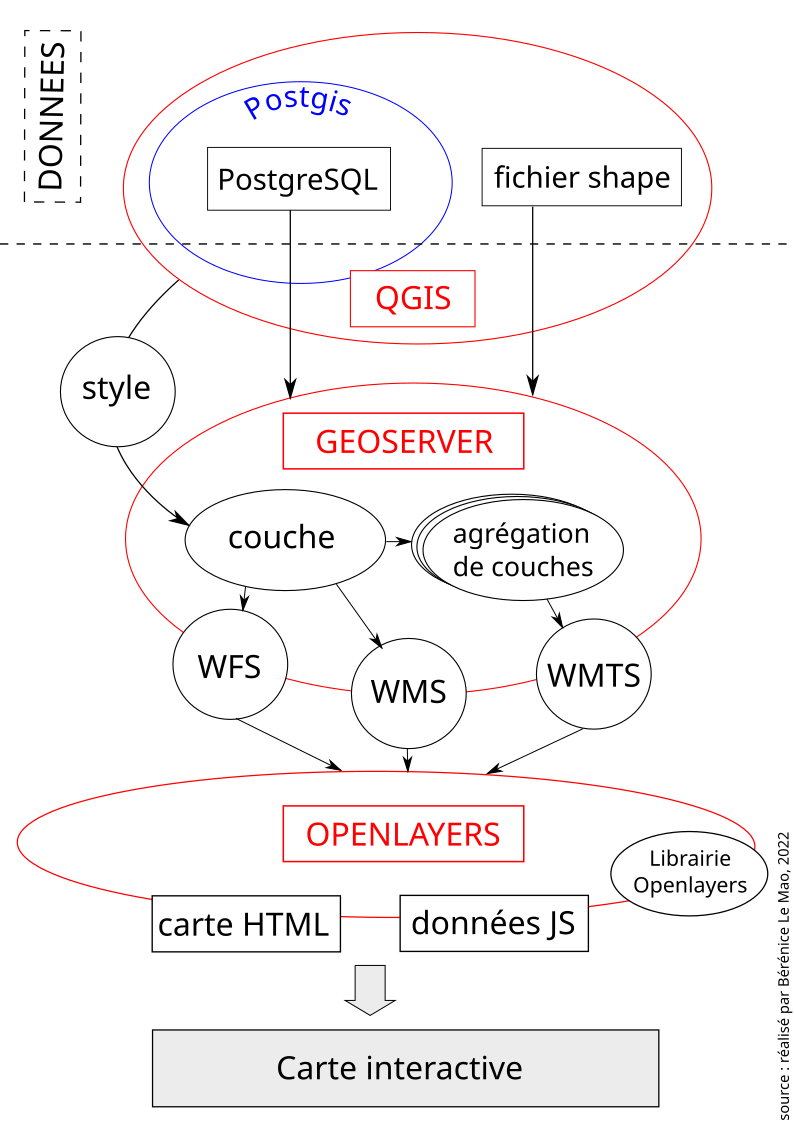 DONNEES
Postgis
PostgreSQL
fichier shape
QGIS
style
GEOSERVER
couche
agrégation
de couches
WFS
WMS
WMTS
OPENLAYERS
Librairie
Openlayers
carte HTML
données JS
Carte interactive
source : réalisé par Bérénice Le Mao, 2022